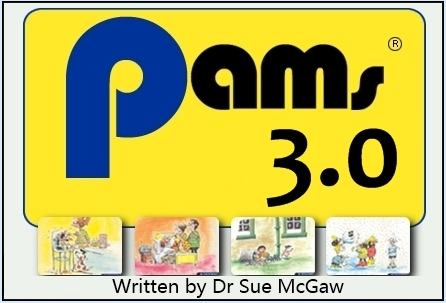 Pams ®
3.0
Written by Dr Sue McGaw